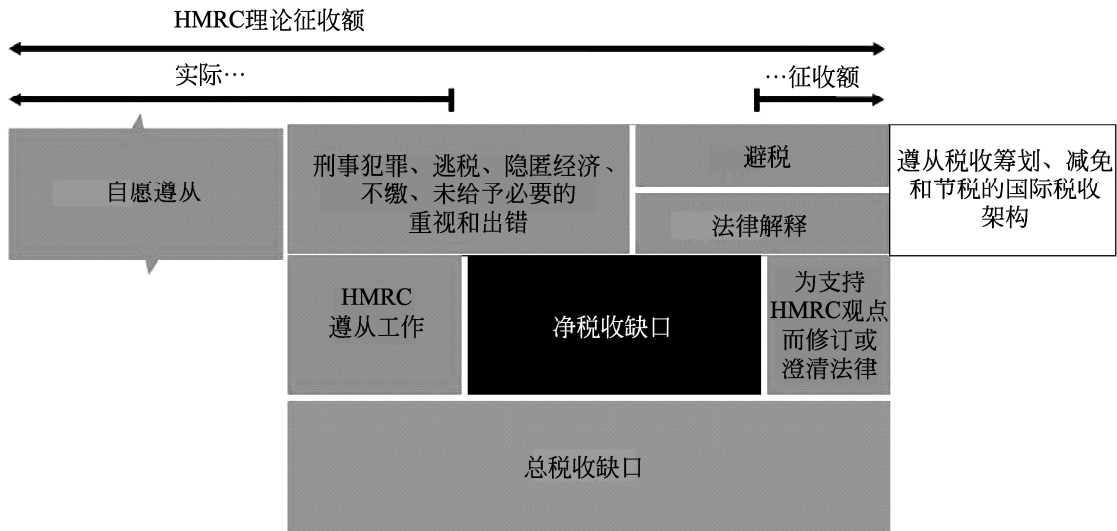 HMRC理论征收额
实际…
…征收额
自愿遵从
刑事犯罪、逃税、隐匿经济、
不缴、未给予必要的
重视和出错
避税
法律解释
遵从税收筹划、减免
和节税的国际税收
架构
HMRC
遵从工作
净税收缺口
为支持
HMRC观点
而修订或
澄清法律
总税收缺口